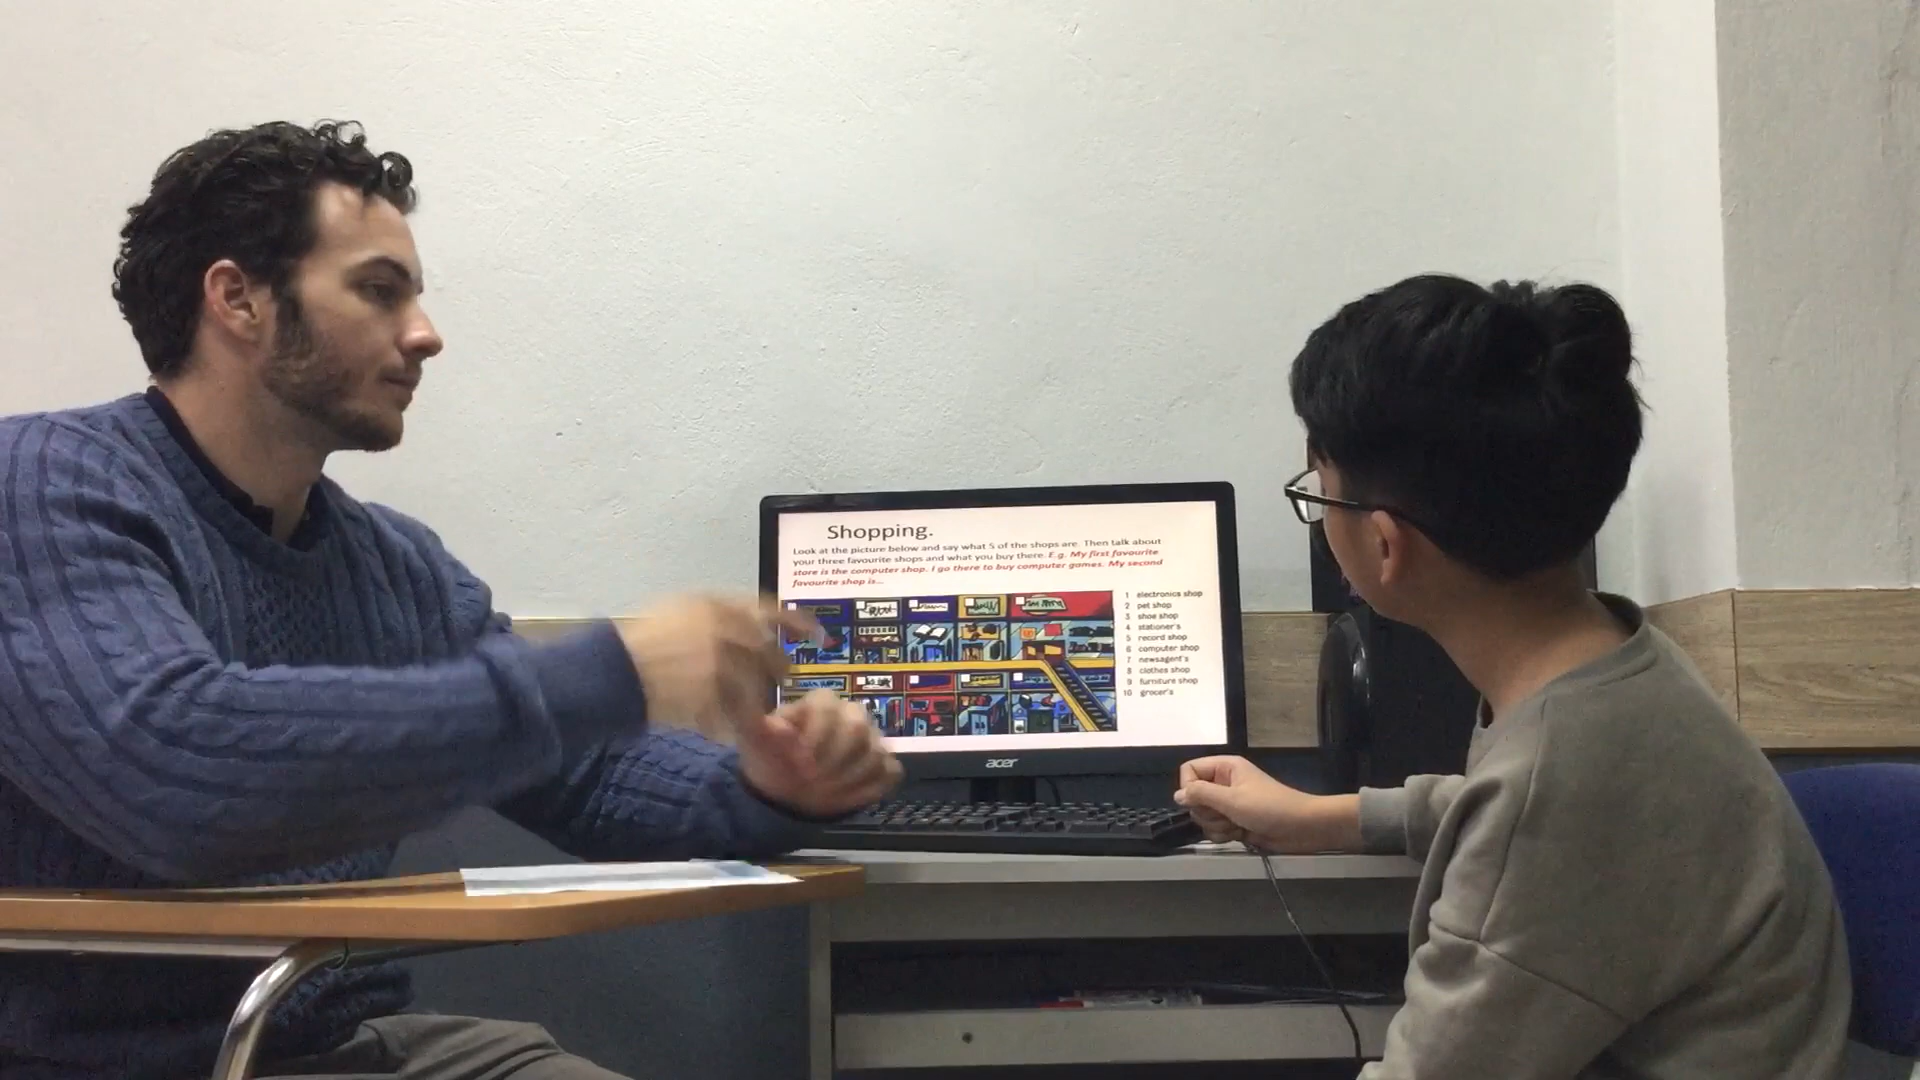 Shopping.
Look at the picture below and say what 5 of the shops are. Then talk about
your three favourite shops and what you buy there. E.g. My first favourite
store is the computer shop. I go there to buy computer games. My second
favourite shop is...
1 electronics shop
2 pet shop
3 shoe shop
4 stationer's
5 record shop
6 computer shop
7 newsagent's
8 clothes shop
9 furniture shop
10 grocer's
acer